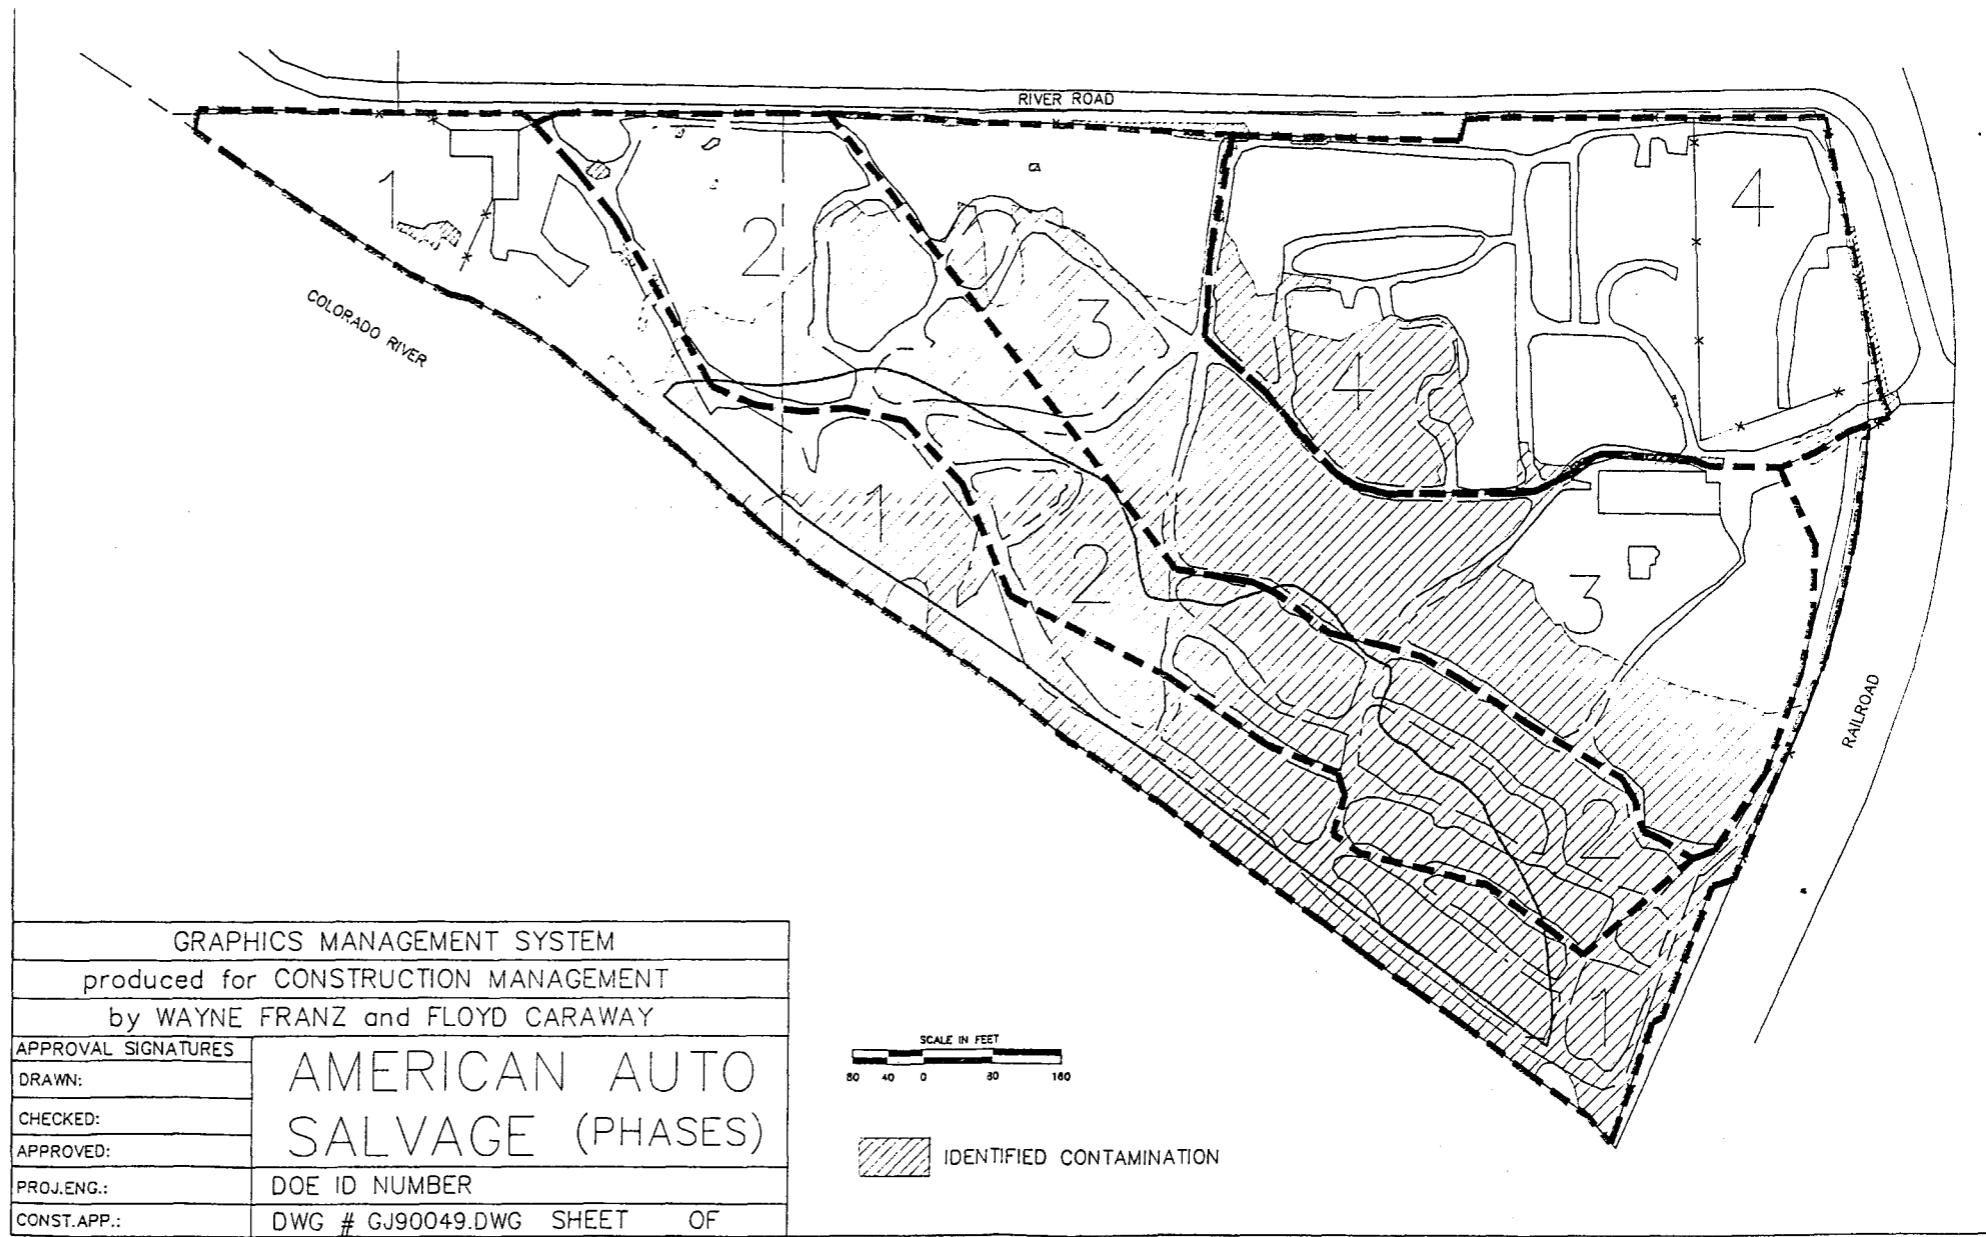 RIVER ROAD
1
2
3
4
4
COLORADO RIVER
1
2
3
2
1
RAILROAD
GRAPHICS MANAGEMENT SYSTEM
produced for CONSTRUCTION MANAGEMENT
by WAYNE FRANZ and FLOYD CARAWAY
APPROVAL SIGNATURES
DRAWN:
CHECKED:
APPROVED:
PROJ.ENG.:
CONST.APP.:
AMERICAN AUTO
SALVAGE (PHASES)
DOE ID NUMBER
DWG # GJ90049.DWG SHEET OF
SCALE IN FEET
80 40 0 80 160
IDENTIFIED CONTAMINATION